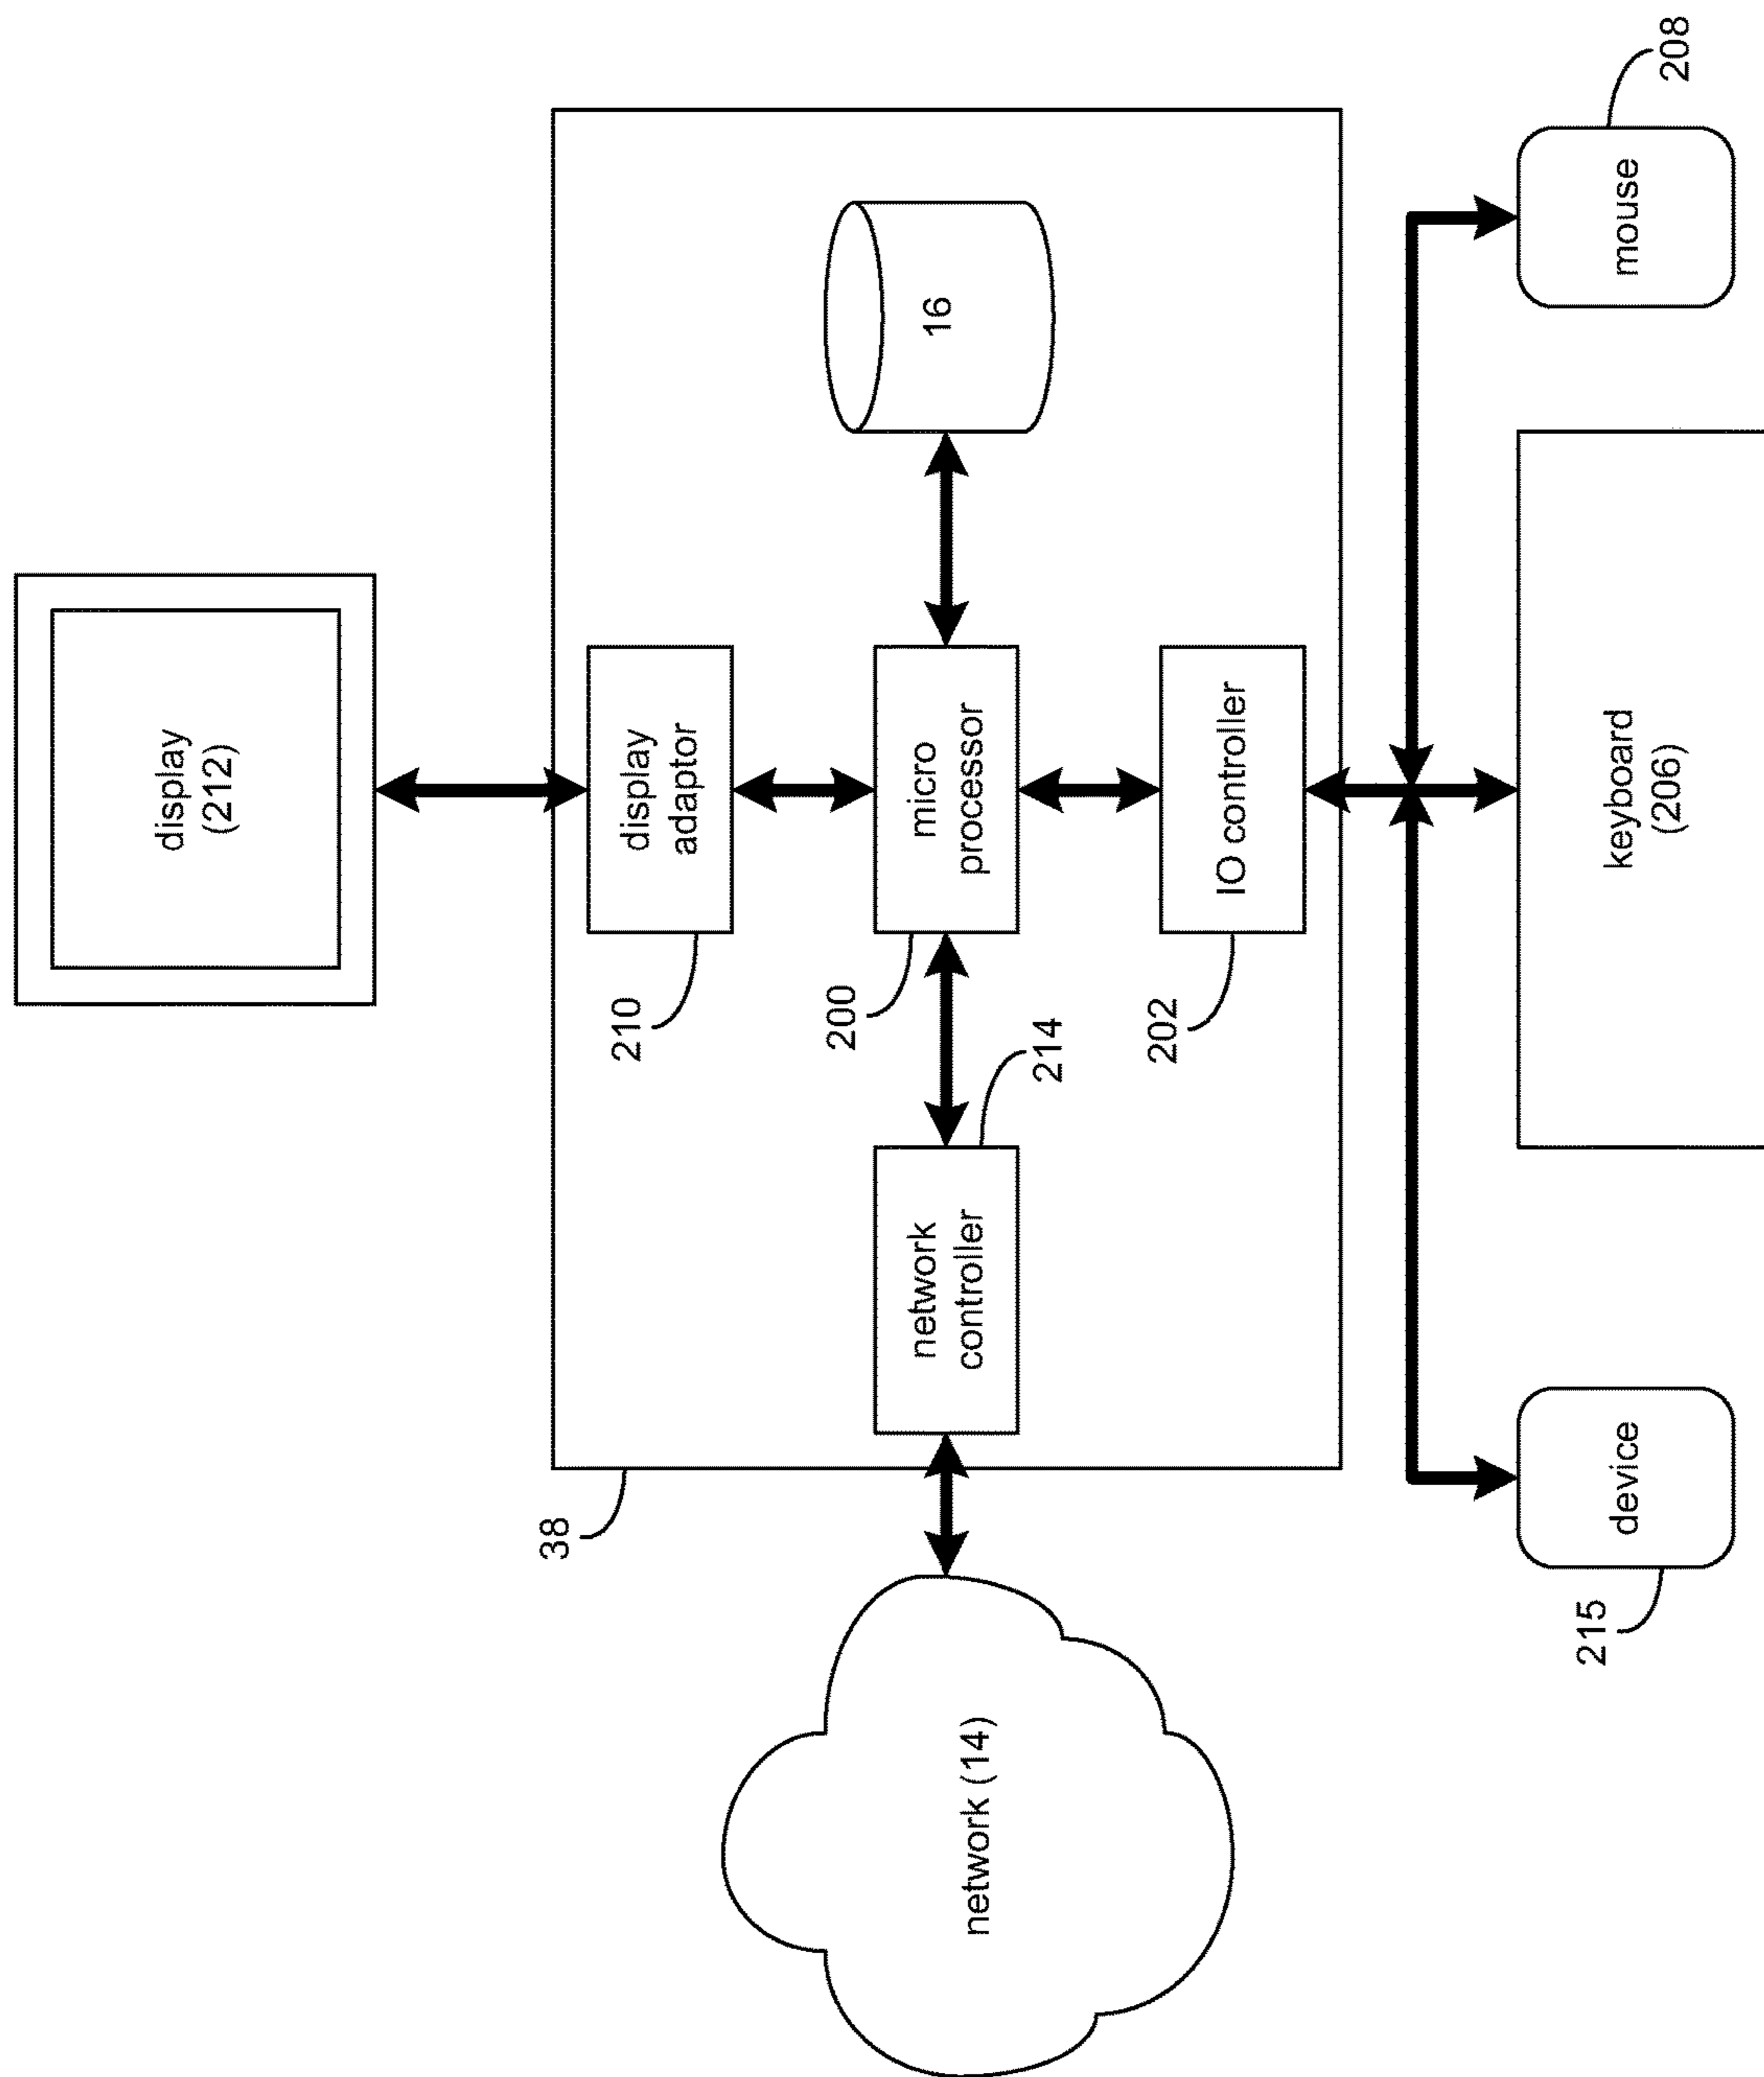 display
(212)
display
adaptor
210
micro
processor
200
16
network
controller
214
IO controller
202
38
network (14)
keyboard
(206)
mouse
208
device
215